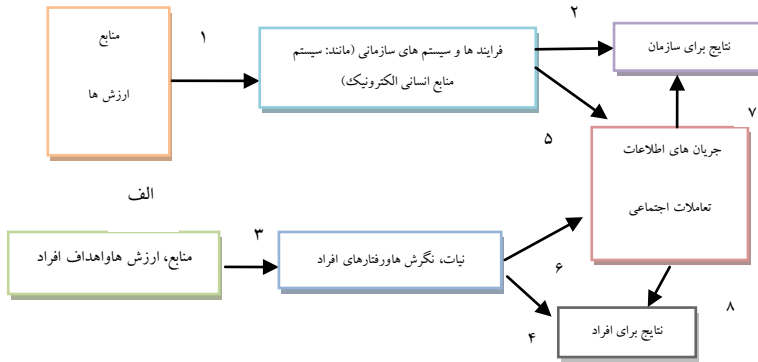 ۱
۲
منابع
ارزش ها
فرایند ها و سیستم های سازمانی (مانند: سیستم
منابع انسانی الکترونیک)
نتایج برای سازمان
۵
۷
جریان های اطلاعات
تعاملات اجتماعی
الف
۳
منابع، ارزش هاواهداف افراد
نیات، نگرش هاورفتارهای افراد
۶
۴
۸
نتایج برای افراد